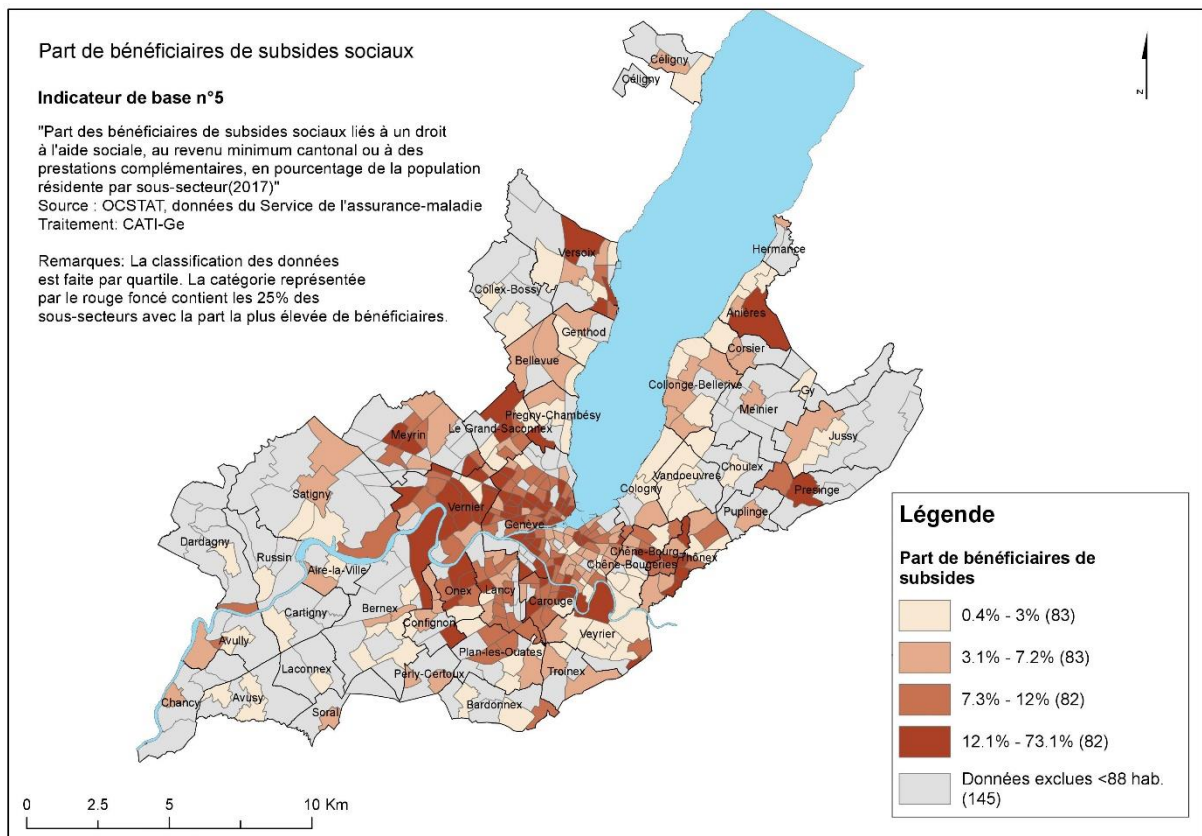 Part de bénéficiaires de subsides sociaux
Indicateur de base n°5
"Part des bénéficiaires de subsides sociaux liés à un droit
à l'aide sociale, au revenu minimum cantonal ou à des
prestations complémentaires, en pourcentage de la population
résidente par sous-secteur(2017)"
Source : OCSTAT, données du Service de l'assurance-maladie
Traitement: CATI-Ge
Remarques: La classification des données
est faite par quartile. La catégorie représentée
par le rouge foncé contient les 25% des
sous-secteurs avec la part la plus élevée de bénéficiaires.
Céligny
Céligny
N
Hermance
Versoix
Collex-Bossy
Anières
Genthod
Corsier
Bellevue
Collonge-Bellerive
Gy
Meinier
Pregny-Chambésy
Le Grand-Saconnex
Meyrin
Jussy
Choulex
Vandoeuvres
Presinge
Cologny
Satigny
Vernier
Puplinge
Genève
Dardagny
Russin
Chêne-Bourg
Thônex
Chêne-Bougeries
Aire-la-Ville
Onex
Lancy
Carouge
Cartigny
Bernex
Confignon
Veyrier
Avully
Plan-les-Ouates
Laconnex
Perly-Certoux
Troinex
Chancy
Avusy
Soral
Bardonnex
Légende
Part de bénéficiaires de
subsides
0.4% - 3% (83)
3.1% - 7.2% (83)
7.3% - 12% (82)
12.1% - 73.1% (82)
Données exclues <88 hab.
(145)
0 2.5 5 10 Km